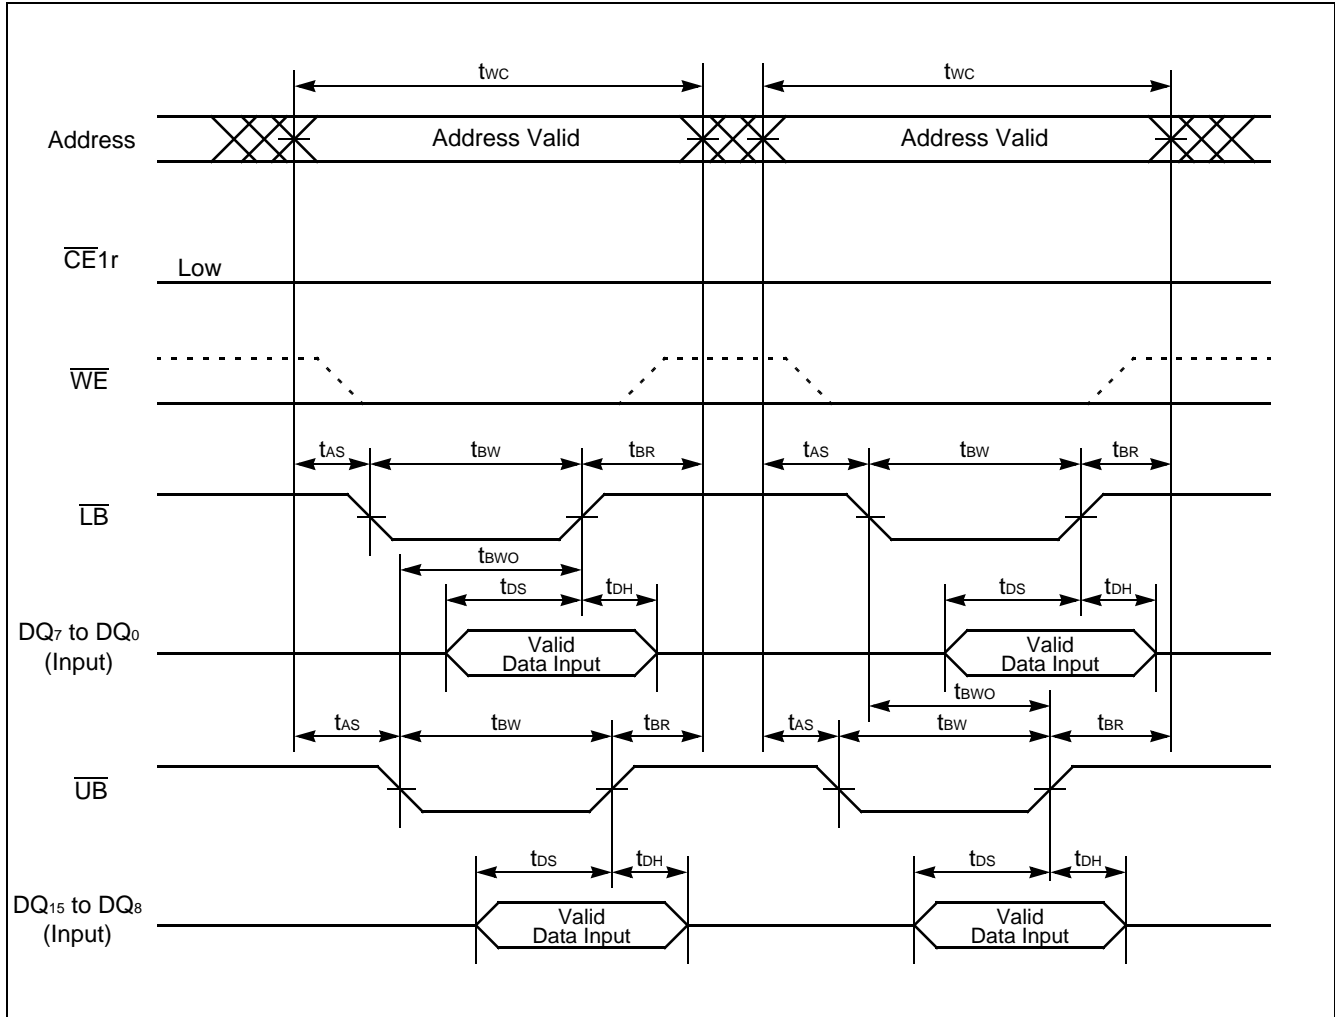 tWC tWC
Address Address Valid Address Valid
CE1r Low
WE
tAS tBW tBR tAS tBW tBR
LB
tBWO
tDS tDH tDS tDH
DQ7 to DQ0
(Input)
Valid
Data Input
Valid
Data Input
tBWO
tAS tBW tBR tAS tBW tBR
UB
tDS tDH tDS tDH
DQ15 to DQ8
(Input)
Valid
Data Input
Valid
Data Input